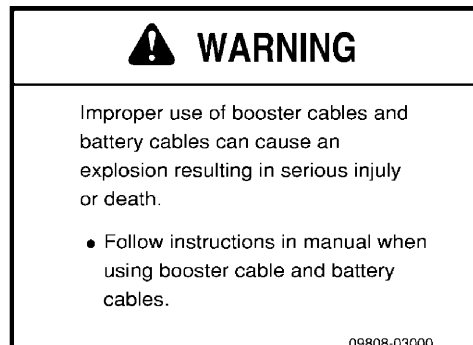 WARNING
Improper use of booster cables and
battery cables can cause an
explosion resulting in serious injuly
or death.
• Follow instructions in manual when
using booster cable and battery
cables.
09808-03000